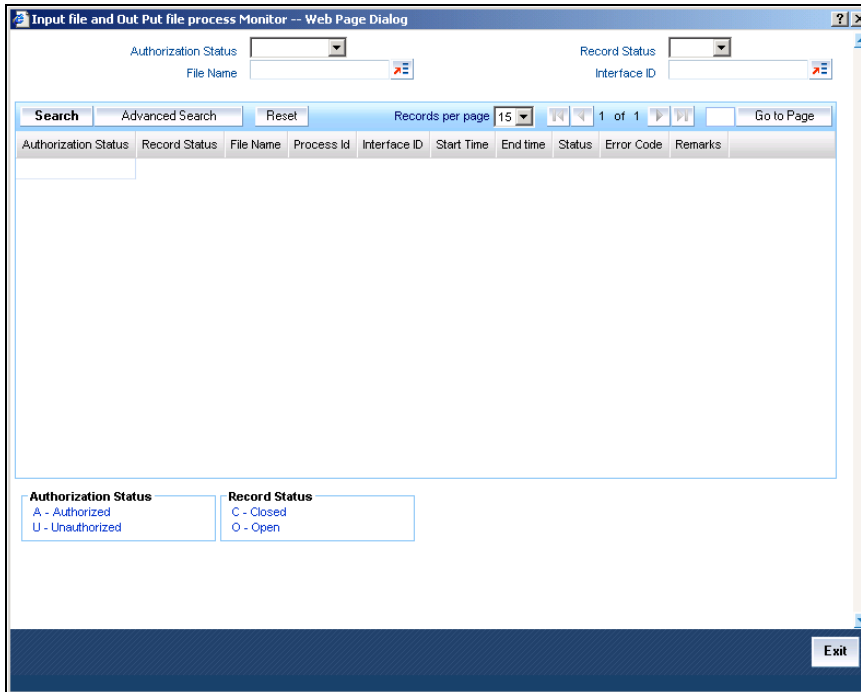 Input file and Out Put file process Monitor -- Web Page Dialog
Authorization Status Record Status
File Name Interface ID
Search Advanced Search Reset Records per page 15 1 of 1 Go to Page
Authorization Status Record Status File Name Process Id Interface ID Start Time End time Status Error Code Remarks
Authorization Status Record Status
A - Authorized C - Closed
U - Unauthorized O - Open
Exit